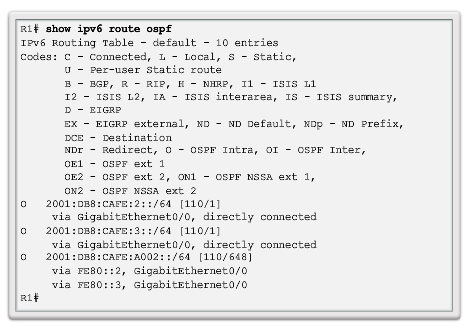 R1# show ipv6 route ospf
IPv6 Routing Table - default - 10 entries
Codes: C - Connected, L - Local, S - Static,
U - Per-user Static route
B - BGP, R - RIP, H - NHRP, I1 - ISIS L1
I2 - ISIS L2, IA - ISIS interarea, IS - ISIS summary,
D - EIGRP
EX - EIGRP external, ND - ND Default, NDp - ND Prefix,
DCE - Destination
NDr - Redirect, O - OSPF Intra, OI - OSPF Inter,
OE1 - OSPF ext 1
OE2 - OSPF ext 2, ON1 - OSPF NSSA ext 1,
ON2 - OSPF NSSA ext 2
O 2001:DB8:CAFE:2::/64 [110/1]
via GigabitEthernet0/0, directly connected
O 2001:DB8:CAFE:3::/64 [110/1]
via GigabitEthernet0/0, directly connected
O 2001:DB8:CAFE:A002::/64 [110/648]
via FE80::2, GigabitEthernet0/0
via FE80::3, GigabitEthernet0/0
R1#